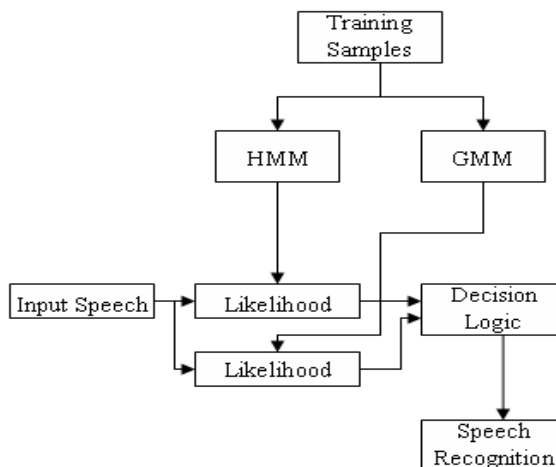 Training
Samples
HMM
GMM
Input Speech
Likelihood
Decision
Logic
Likelihood
Speech
Recognition